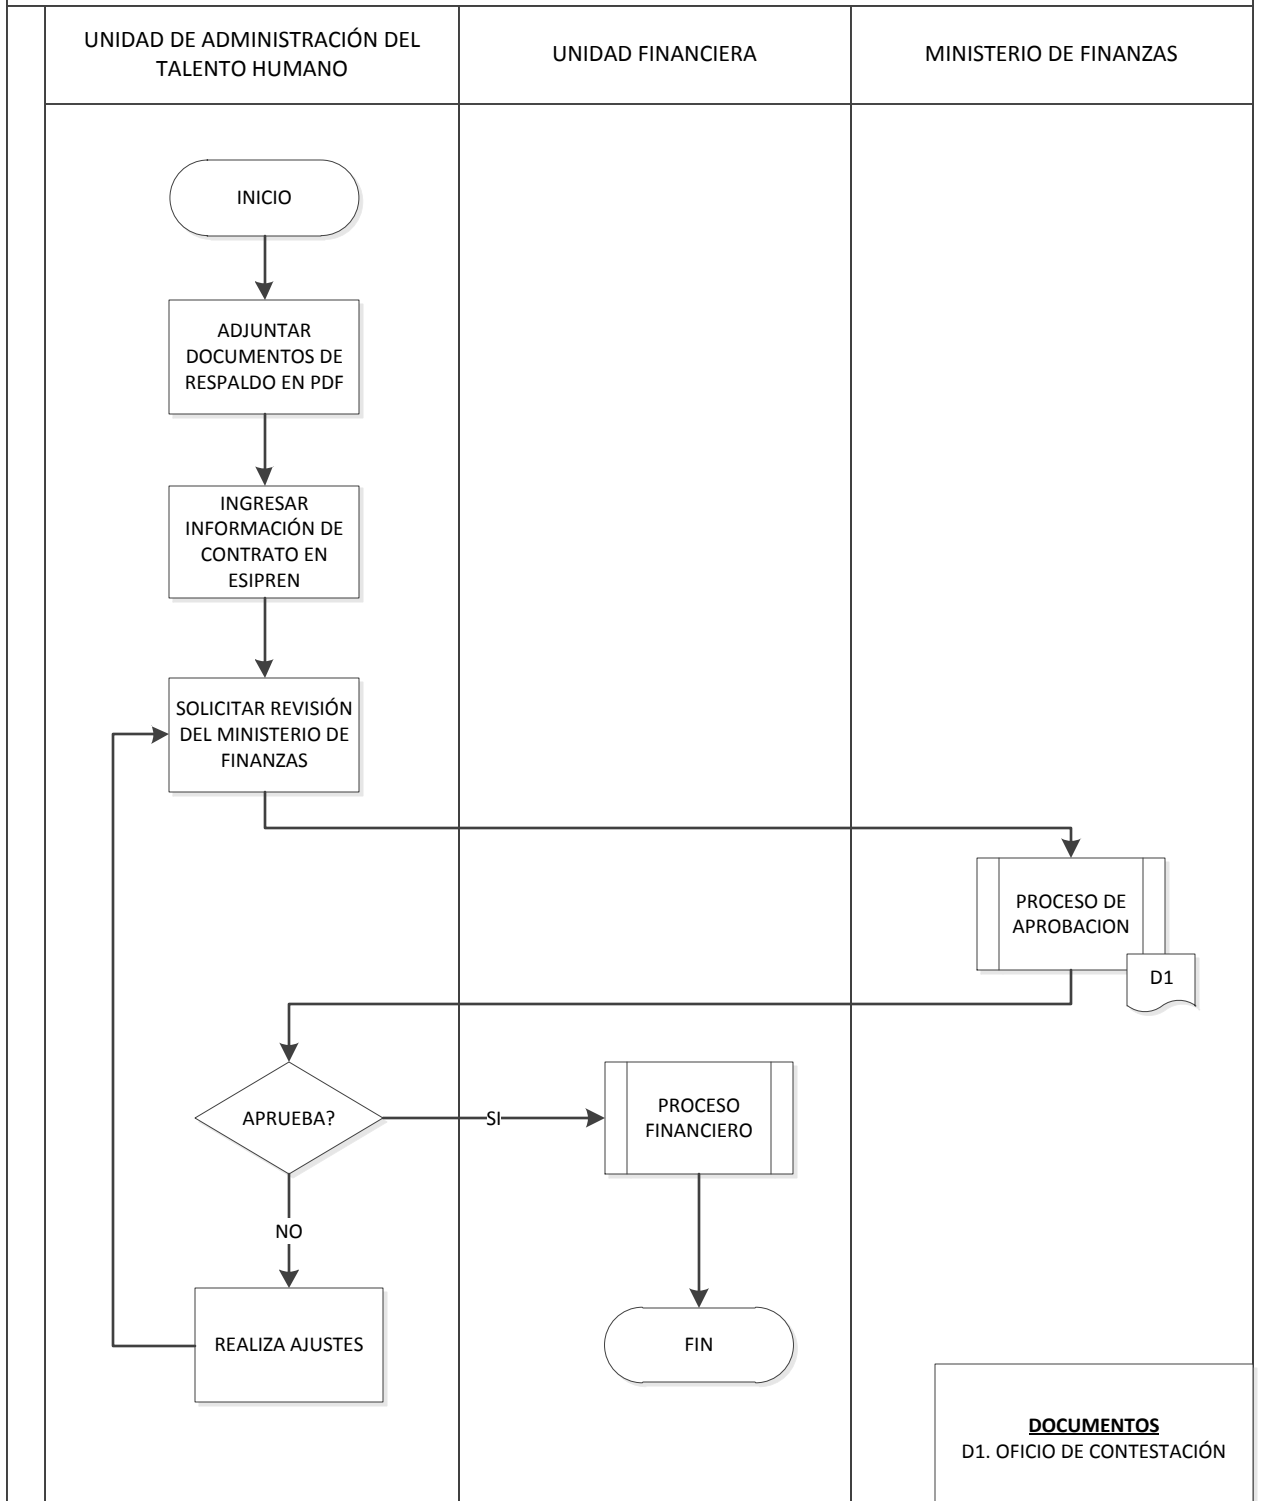 UNIDAD DE ADMINISTRACIÓN DEL
TALENTO HUMANO
UNIDAD FINANCIERA
MINISTERIO DE FINANZAS
INICIO
ADJUNTAR
DOCUMENTOS DE
RESPALDO EN PDF
INGRESAR
INFORMACIÓN DE
CONTRATO EN
ESIPREN
SOLICITAR REVISIÓN
DEL MINISTERIO DE
FINANZAS
PROCESO DE
APROBACION
D1
APRUEBA?
SI
PROCESO
FINANCIERO
NO
REALIZA AJUSTES
FIN
DOCUMENTOS
D1. OFICIO DE CONTESTACIÓN